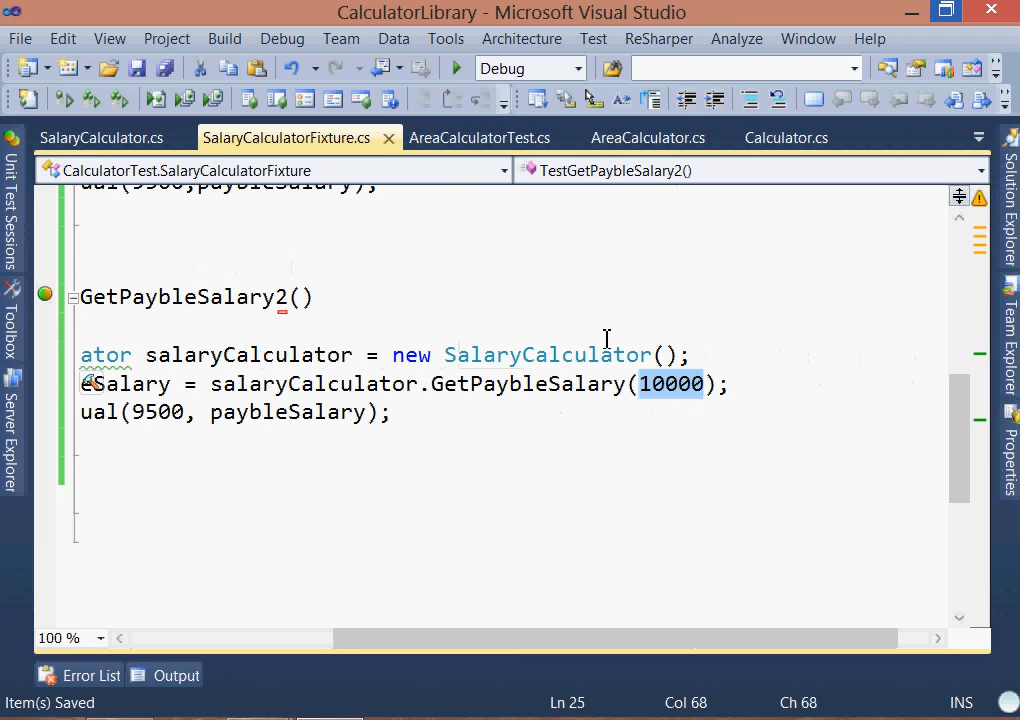 CalculatorLibrary - Microsoft Visual Studio
File Edit View Project Build Debug Team Data Tools Architecture Test ReSharper Analyze Window Help
Debug
SalaryCalculator.cs SalaryCalculatorFixture.cs AreaCalculatorTest.cs AreaCalculator.cs Calculator.cs
CalculatorTest.SalaryCalculatorFixture TestGetPaybleSalary2()
ual(9500,paybleSalary);
GetPaybleSalary2()
ator salaryCalculator = new SalaryCalculator();
eSalary = salaryCalculator.GetPaybleSalary(10000);
ual(9500, paybleSalary);
Unit Test Sessions
Toolbox
Server Explorer
Solution Explorer
Team Explorer
Properties
100 %
Error List Output
Item(s) Saved Ln 25 Col 68 Ch 68 INS